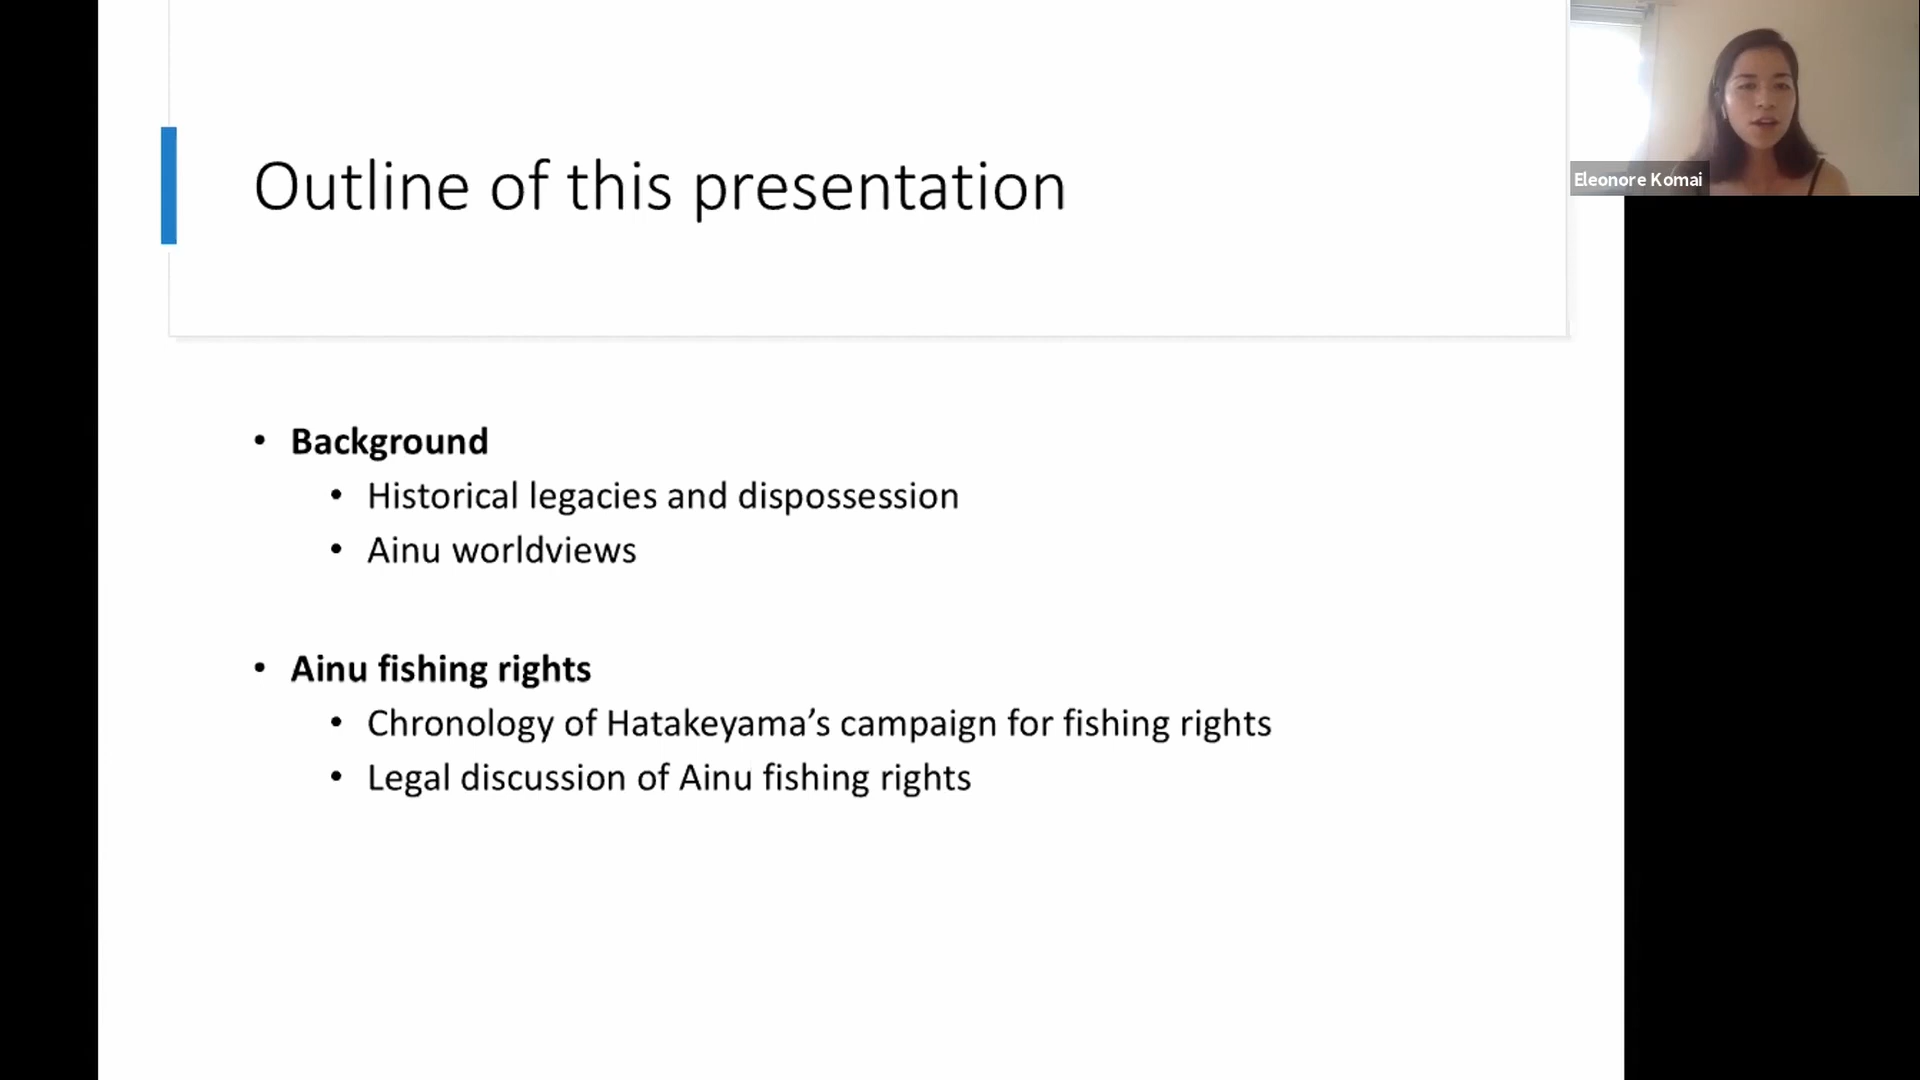 Outline of this presentation
Eleonore Komai
• Background
• Historical legacies and dispossession
• Ainu worldviews
• Ainu fishing rights
• Chronology of Hatakeyama’s campaign for fishing rights
• Legal discussion of Ainu fishing rights